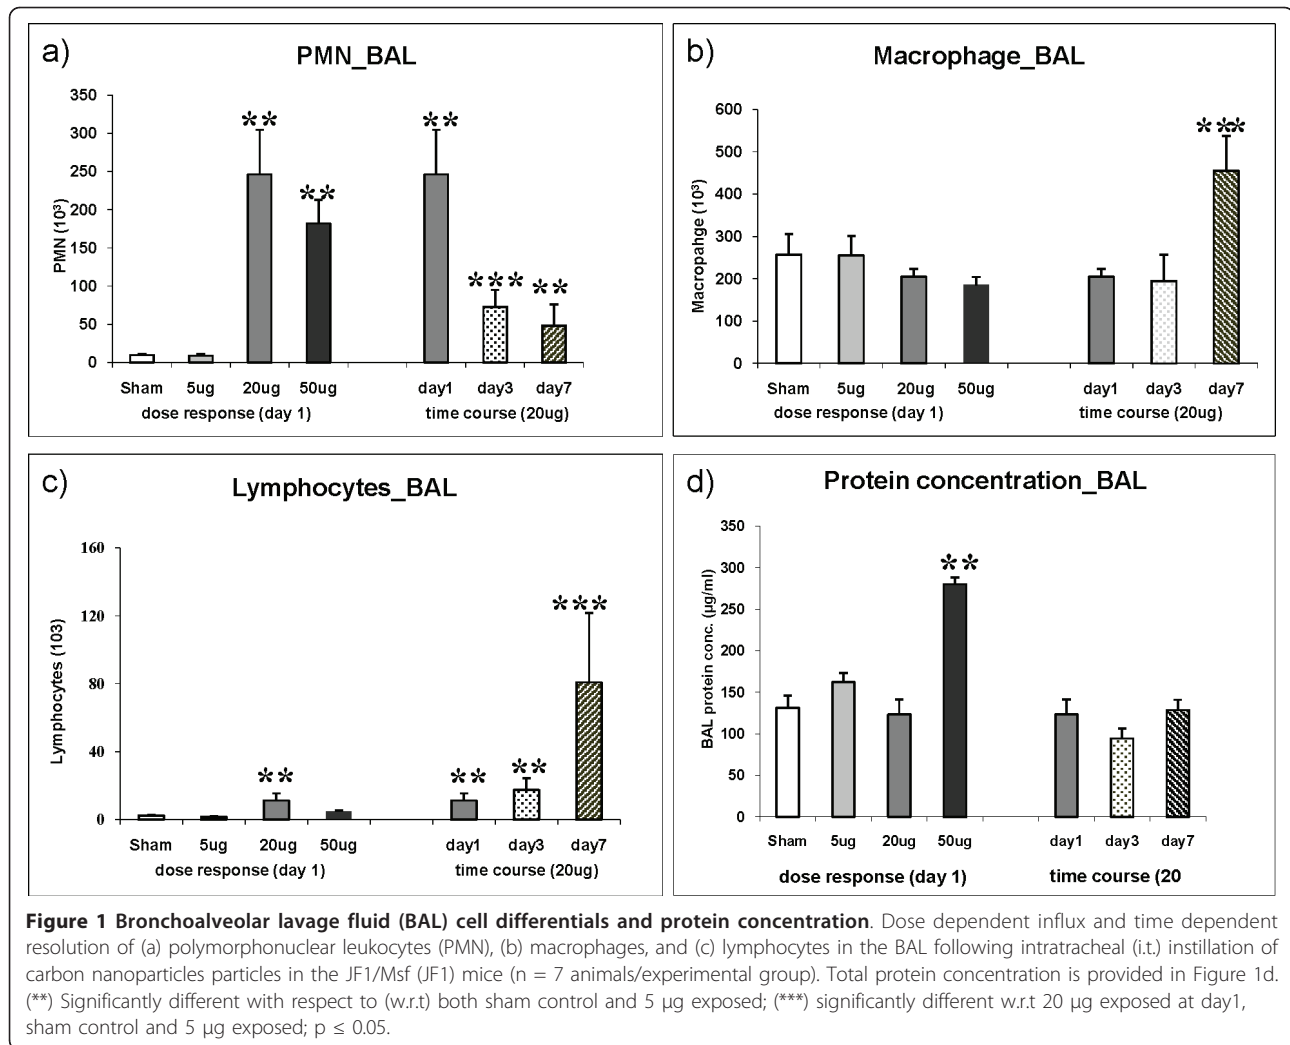 a)
PMN_BAL
350
300
250
200
150
100
50
0
PMN (10³)
**
**
**
***
**
Sham 5ug 20ug 50ug day1 day3 day7
dose response (day 1) time course (20ug)
b)
Macrophage_BAL
600
500
400
300
200
100
0
Macropahge (10³)
***
Sham 5ug 20ug 50ug day1 day3 day7
dose response (day 1) time course (20ug)
c)
Lymphocytes_BAL
160
120
80
40
0
Lymphocytes (103)
**
**
**
***
Sham 5ug 20ug 50ug day1 day3 day7
dose response (day 1) time course (20ug)
d)
Protein concentration_BAL
350
300
250
200
150
100
50
0
BAL protein conc. (µg/ml)
**
Sham 5ug 20ug 50ug day1 day3 day7
dose response (day 1) time course (20
Figure 1 Bronchoalveolar lavage fluid (BAL) cell differentials and protein concentration. Dose dependent influx and time dependent
resolution of (a) polymorphonuclear leukocytes (PMN), (b) macrophages, and (c) lymphocytes in the BAL following intratracheal (i.t.) instillation of
carbon nanoparticles particles in the JF1/Msf (JF1) mice (n = 7 animals/experimental group). Total protein concentration is provided in Figure 1d.
(**) Significantly different with respect to (w.r.t) both sham control and 5 µg exposed; (***) significantly different w.r.t 20 µg exposed at day1,
sham control and 5 µg exposed; p ≤ 0.05.